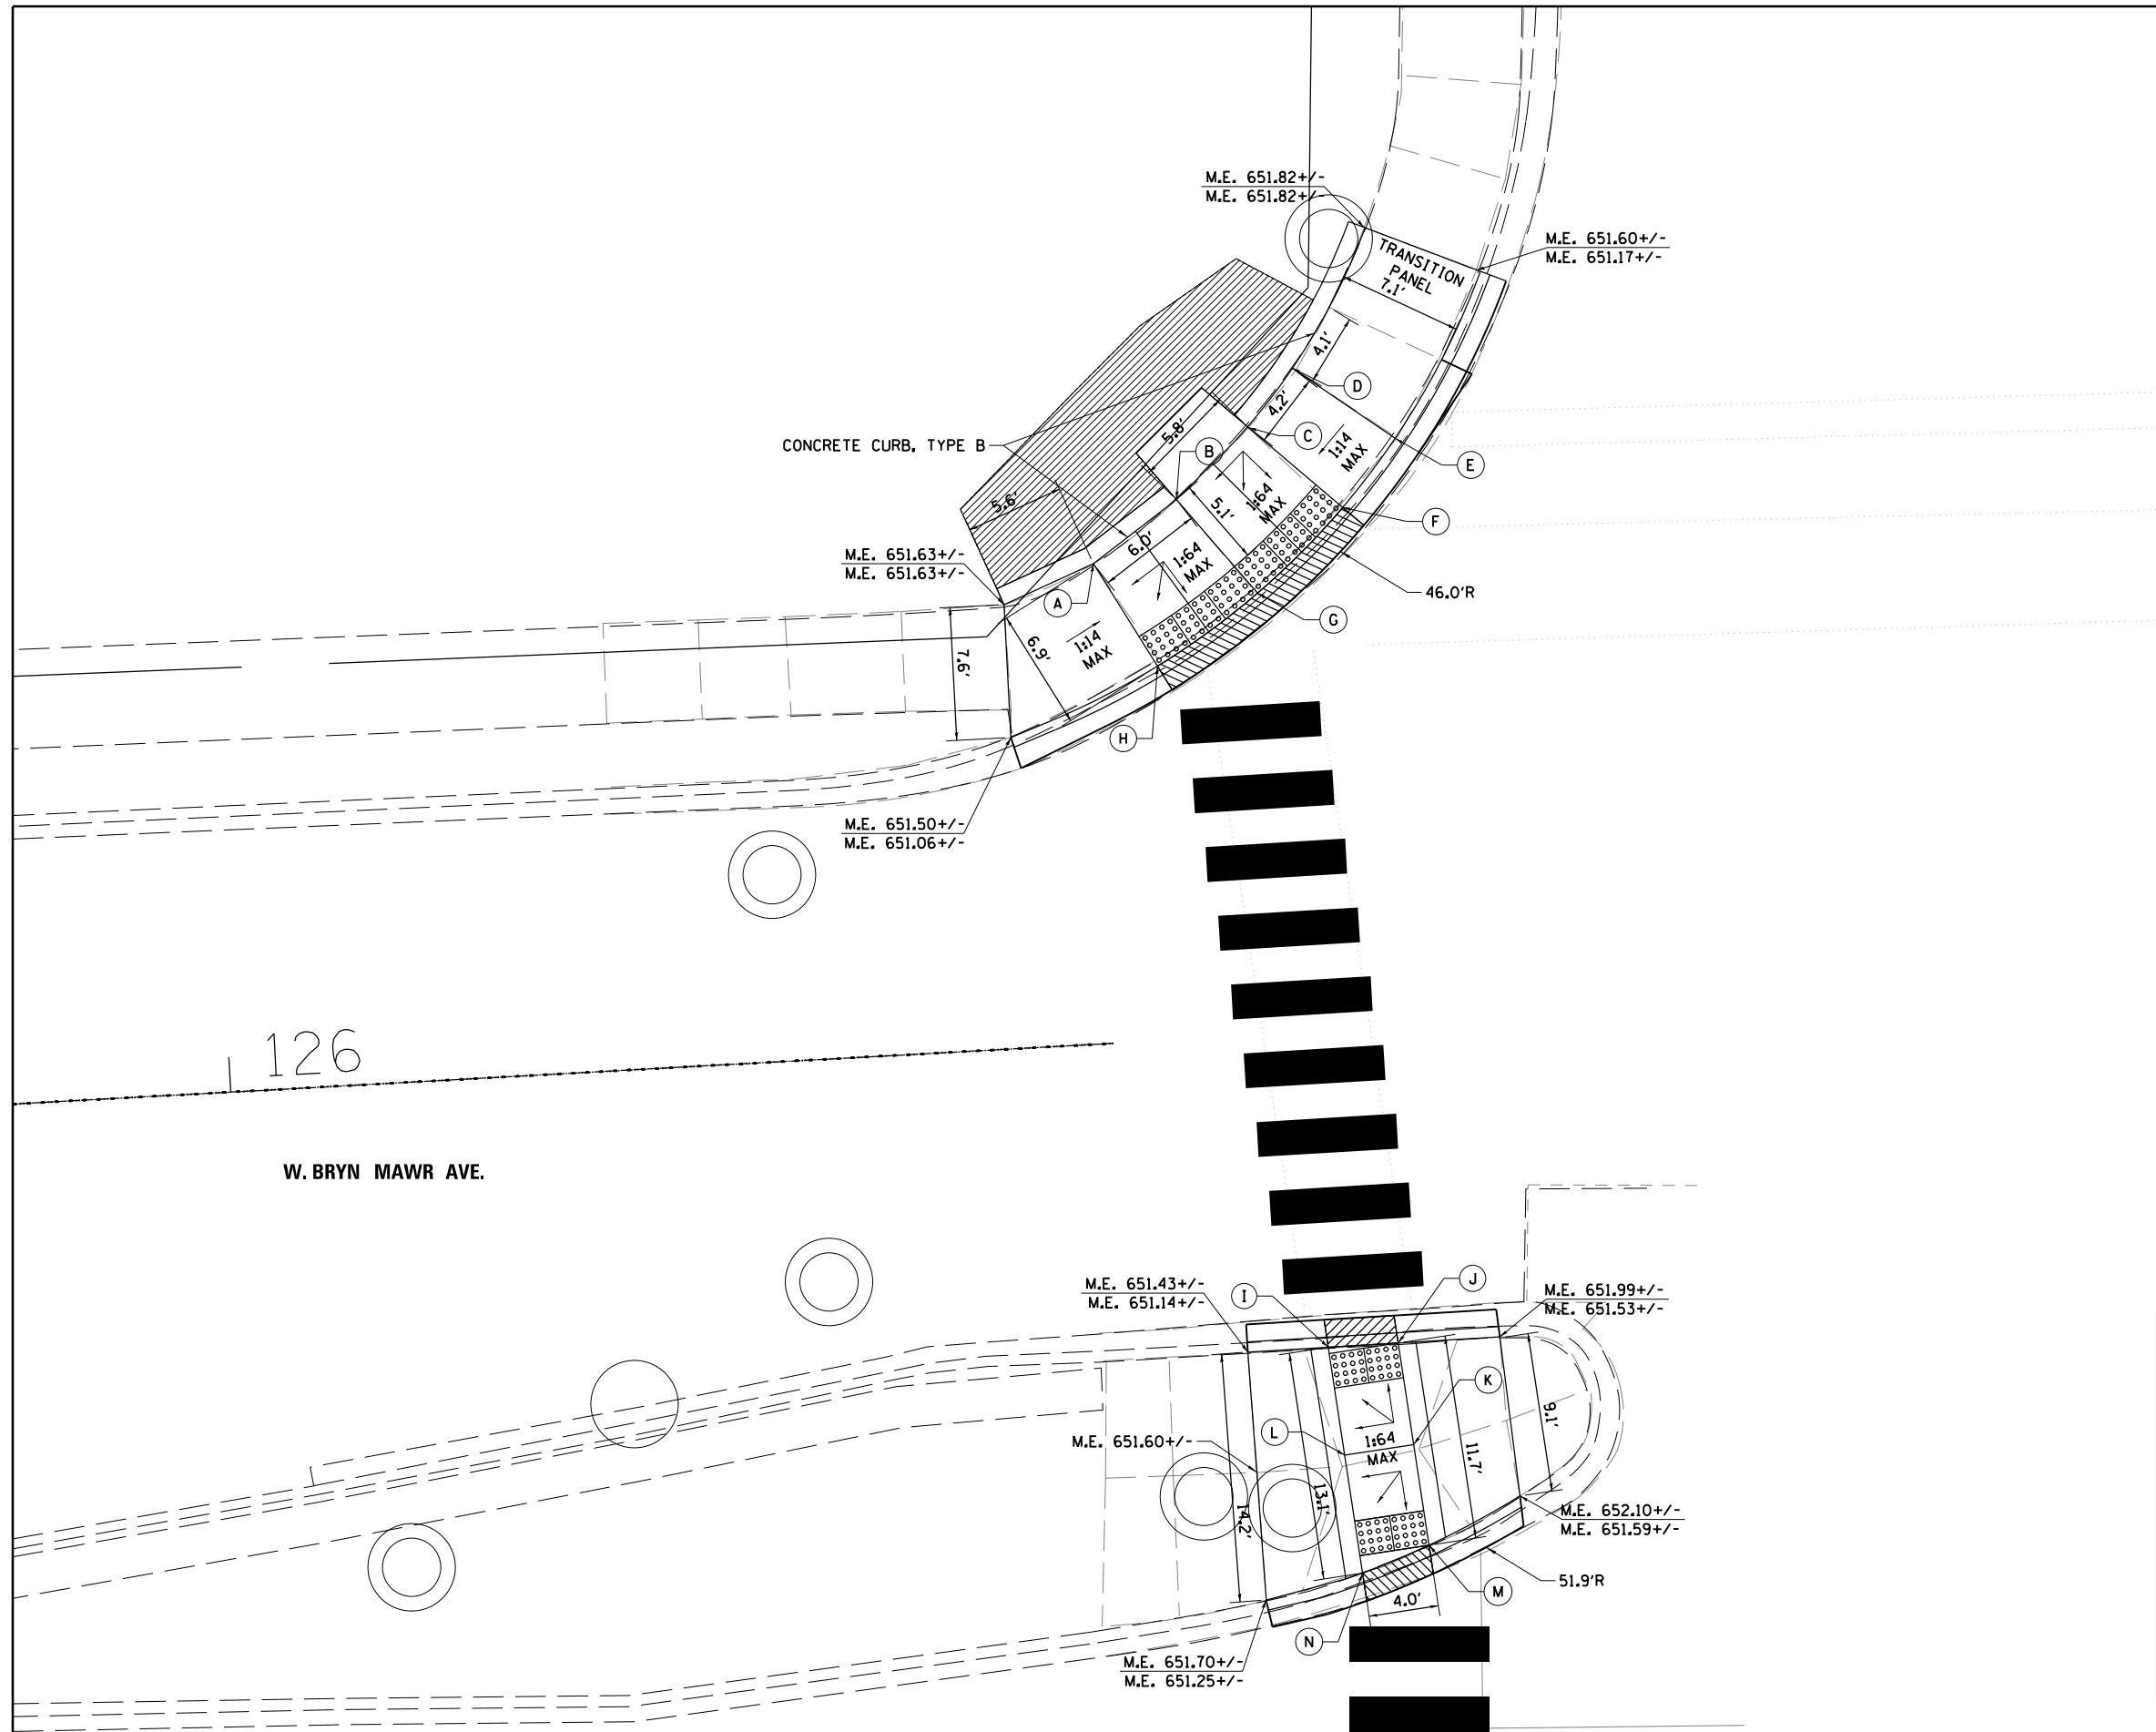 M.E. 651.82+/-
M.E. 651.82+/-
M.E. 651.60+/-
M.E. 651.17+/-
TRANSITION
PANEL
7.1'
4.1'
D
4.2'
C
CONCRETE CURB, TYPE B
5.8'
B
1:14
MAX
E
5.6'
5.1'
1:64
MAX
F
M.E. 651.63+/-
M.E. 651.63+/-
6.0'
1:64
MAX
46.0'R
A
G
7.6'
6.9'
1:14
MAX
H
M.E. 651.50+/-
M.E. 651.06+/-
126
W. BRYN MAWR AVE.
M.E. 651.43+/-
M.E. 651.14+/-
I
J
M.E. 651.99+/-
M.E. 651.53+/-
K
9.1'
L
M.E. 651.60+/-
1:64
MAX
11.7'
13.1'
14.2'
M.E. 652.10+/-
M.E. 651.59+/-
51.9'R
M
4.0'
N
M.E. 651.70+/-
M.E. 651.25+/-